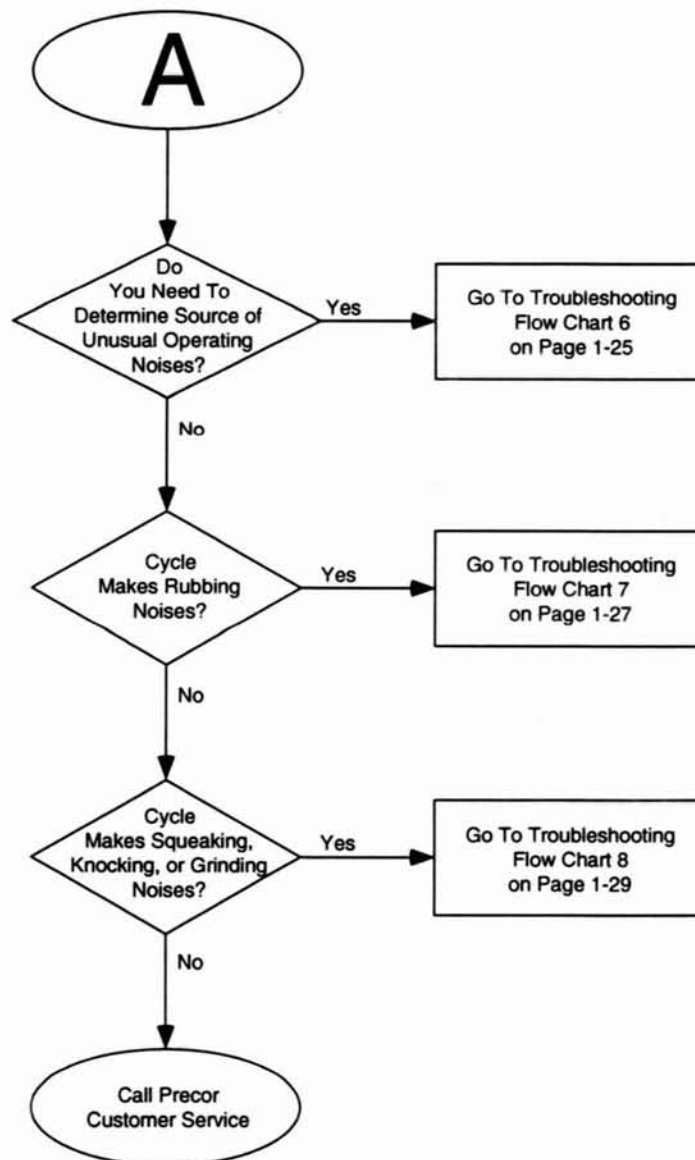 A
Do
You Need To
Determine Source of
Unusual Operating
Noises?
Yes
Go To Troubleshooting
Flow Chart 6
on Page 1-25
No
Cycle
Makes Rubbing
Noises?
Yes
Go To Troubleshooting
Flow Chart 7
on Page 1-27
No
Cycle
Makes Squeaking,
Knocking, or Grinding
Noises?
Yes
Go To Troubleshooting
Flow Chart 8
on Page 1-29
No
Call Precor
Customer Service